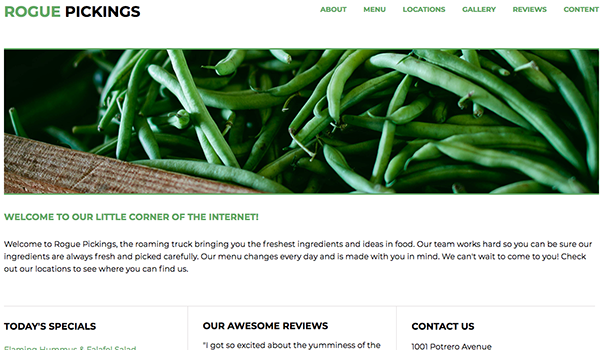 ROGUE PICKINGS
ABOUT MENU LOCATIONS GALLERY REVIEWS CONTENT
WELCOME TO OUR LITTLE CORNER OF THE INTERNET!
Welcome to Rogue Pickings, the roaming truck bringing you the freshest ingredients and ideas in food. Our team works hard so you can be sure our
ingredients are always fresh and picked carefully. Our menu changes every day and is made with you in mind. We can't wait to come to you! Check
out our locations to see where you can find us.
TODAY'S SPECIALS
Flaming Hummus & Falafel Salad
OUR AWESOME REVIEWS
"I got so excited about the yumminess of the
CONTACT US
1001 Potrero Avenue